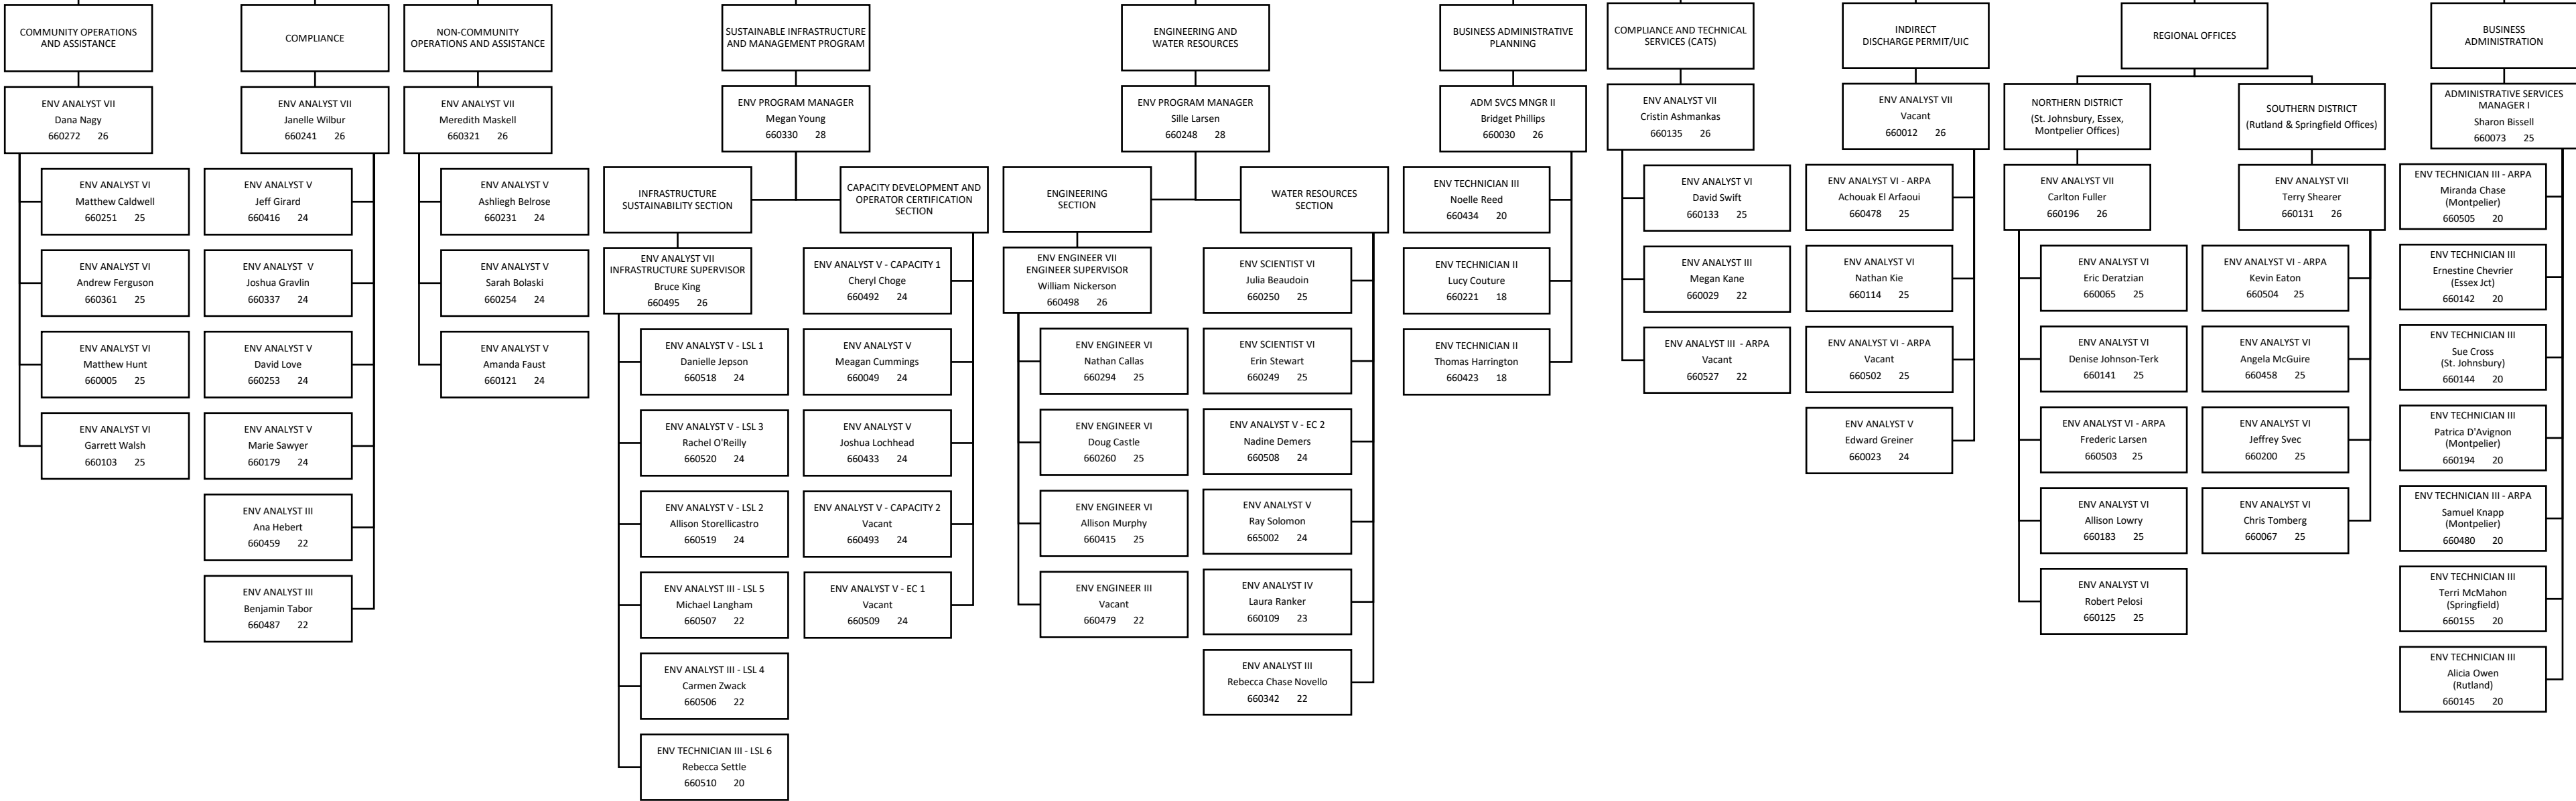 COMMUNITY OPERATIONS
AND ASSISTANCE
ENV ANALYST VII
Dana Nagy
660272 26
ENV ANALYST VI
Matthew Caldwell
660251 25
ENV ANALYST VI
Andrew Ferguson
660361 25
ENV ANALYST VI
Matthew Hunt
660005 25
ENV ANALYST VI
Garrett Walsh
660103 25
COMPLIANCE
ENV ANALYST VII
Janelle Wilbur
660241 26
ENV ANALYST V
Jeff Girard
660416 24
ENV ANALYST V
Joshua Gravlin
660337 24
ENV ANALYST V
David Love
660253 24
ENV ANALYST V
Marie Sawyer
660179 24
ENV ANALYST III
Ana Hebert
660459 22
ENV ANALYST III
Benjamin Tabor
660487 22
NON-COMMUNITY
OPERATIONS AND ASSISTANCE
ENV ANALYST VII
Meredith Maskell
660321 26
ENV ANALYST V
Ashliegh Belrose
660231 24
ENV ANALYST V
Sarah Bolaski
660254 24
ENV ANALYST V
Amanda Faust
660121 24
SUSTAINABLE INFRASTRUCTURE
AND MANAGEMENT PROGRAM
ENV PROGRAM MANAGER
Megan Young
660330 28
INFRASTRUCTURE
SUSTAINABILITY SECTION
ENV ANALYST VII
INFRASTRUCTURE SUPERVISOR
Bruce King
660495 26
ENV ANALYST V - LSL 1
Danielle Jepson
660518 24
ENV ANALYST V - LSL 3
Rachel O'Reilly
660520 24
ENV ANALYST V - LSL 2
Allison Storellicastro
660519 24
ENV ANALYST III - LSL 5
Michael Langham
660507 22
ENV ANALYST III - LSL 4
Carmen Zwack
660506 22
ENV TECHNICIAN III - LSL 6
Rebecca Settle
660510 20
CAPACITY DEVELOPMENT AND
OPERATOR CERTIFICATION
SECTION
ENV ANALYST V - CAPACITY 1
Cheryl Choge
660492 24
ENV ANALYST V
Meagan Cummings
660049 24
ENV ANALYST V
Joshua Lochhead
660433 24
ENV ANALYST V - CAPACITY 2
Vacant
660493 24
ENV ANALYST V - EC 1
Vacant
660509 24
ENGINEERING AND
WATER RESOURCES
ENV PROGRAM MANAGER
Sille Larsen
660248 28
ENGINEERING
SECTION
ENV ENGINEER VII
ENGINEER SUPERVISOR
William Nickerson
660498 26
ENV ENGINEER VI
Nathan Callas
660294 25
ENV ENGINEER VI
Doug Castle
660260 25
ENV ENGINEER VI
Allison Murphy
660415 25
ENV ENGINEER III
Vacant
660479 22
WATER RESOURCES
SECTION
ENV SCIENTIST VI
Julia Beaudoin
660250 25
ENV SCIENTIST VI
Erin Stewart
660249 25
ENV ANALYST V - EC 2
Nadine Demers
660508 24
ENV ANALYST V
Ray Solomon
665002 24
ENV ANALYST IV
Laura Ranker
660109 23
ENV ANALYST III
Rebecca Chase Novello
660342 22
BUSINESS ADMINISTRATIVE
PLANNING
ADM SVCS MNGR II
Bridget Phillips
660030 26
ENV TECHNICIAN III
Noelle Reed
660434 20
ENV TECHNICIAN II
Lucy Couture
660221 18
ENV TECHNICIAN II
Thomas Harrington
660423 18
COMPLIANCE AND TECHNICAL
SERVICES (CATS)
ENV ANALYST VII
Cristin Ashmankas
660135 26
ENV ANALYST VI
David Swift
660133 25
ENV ANALYST III
Megan Kane
660029 22
ENV ANALYST III - ARPA
Vacant
660527 22
INDIRECT
DISCHARGE PERMIT/UIC
ENV ANALYST VII
Vacant
660012 26
ENV ANALYST VI - ARPA
Achouak El Arfaoui
660478 25
ENV ANALYST VI
Nathan Kie
660114 25
ENV ANALYST VI - ARPA
Vacant
660502 25
ENV ANALYST V
Edward Greiner
660023 24
REGIONAL OFFICES
NORTHERN DISTRICT
(St. Johnsbury, Essex,
Montpelier Offices)
ENV ANALYST VII
Carlton Fuller
660196 26
ENV ANALYST VI
Eric Deratzian
660065 25
ENV ANALYST VI
Denise Johnson-Terk
660141 25
ENV ANALYST VI - ARPA
Frederic Larsen
660503 25
ENV ANALYST VI
Allison Lowry
660183 25
ENV ANALYST VI
Robert Pelosi
660125 25
SOUTHERN DISTRICT
(Rutland & Springfield Offices)
ENV ANALYST VII
Terry Shearer
660131 26
ENV ANALYST VI - ARPA
Kevin Eaton
660504 25
ENV ANALYST VI
Angela McGuire
660458 25
ENV ANALYST VI
Jeffrey Svec
660200 25
ENV ANALYST VI
Chris Tomberg
660067 25
BUSINESS
ADMINISTRATION
ADMINISTRATIVE SERVICES
MANAGER I
Sharon Bissell
660073 25
ENV TECHNICIAN III - ARPA
Miranda Chase
(Montpelier)
660505 20
ENV TECHNICIAN III
Ernestine Chevrier
(Essex Jct)
660142 20
ENV TECHNICIAN III
Sue Cross
(St. Johnsbury)
660144 20
ENV TECHNICIAN III
Patrica D'Avignon
(Montpelier)
660194 20
ENV TECHNICIAN III - ARPA
Samuel Knapp
(Montpelier)
660480 20
ENV TECHNICIAN III
Terri McMahon
(Springfield)
660155 20
ENV TECHNICIAN III
Alicia Owen
(Rutland)
660145 20